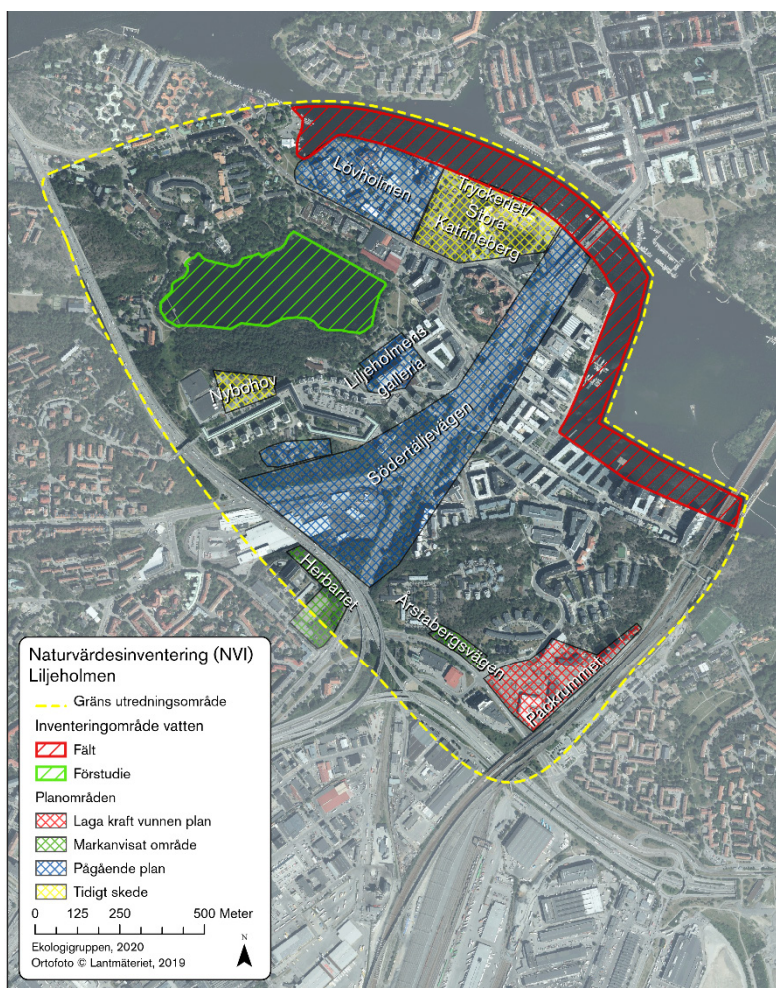 Lövholmen
Tryckeriet/
Stora
Katrineberg
Liljeholmens
galleria
Nybohov
Södertäljevägen
Herbariet
Årstabergsvägen
Packrummet
Naturvärdesinventering (NVI)
Liljeholmen
Gräns utredningsområde
Inventeringområde vatten
Fält
Förstudie
Planområden
Laga kraft vunnen plan
Markanvisat område
Pågående plan
Tidigt skede
0 125 250 500 Meter
Ekologigruppen, 2020
Ortofoto © Lantmäteriet, 2019
N